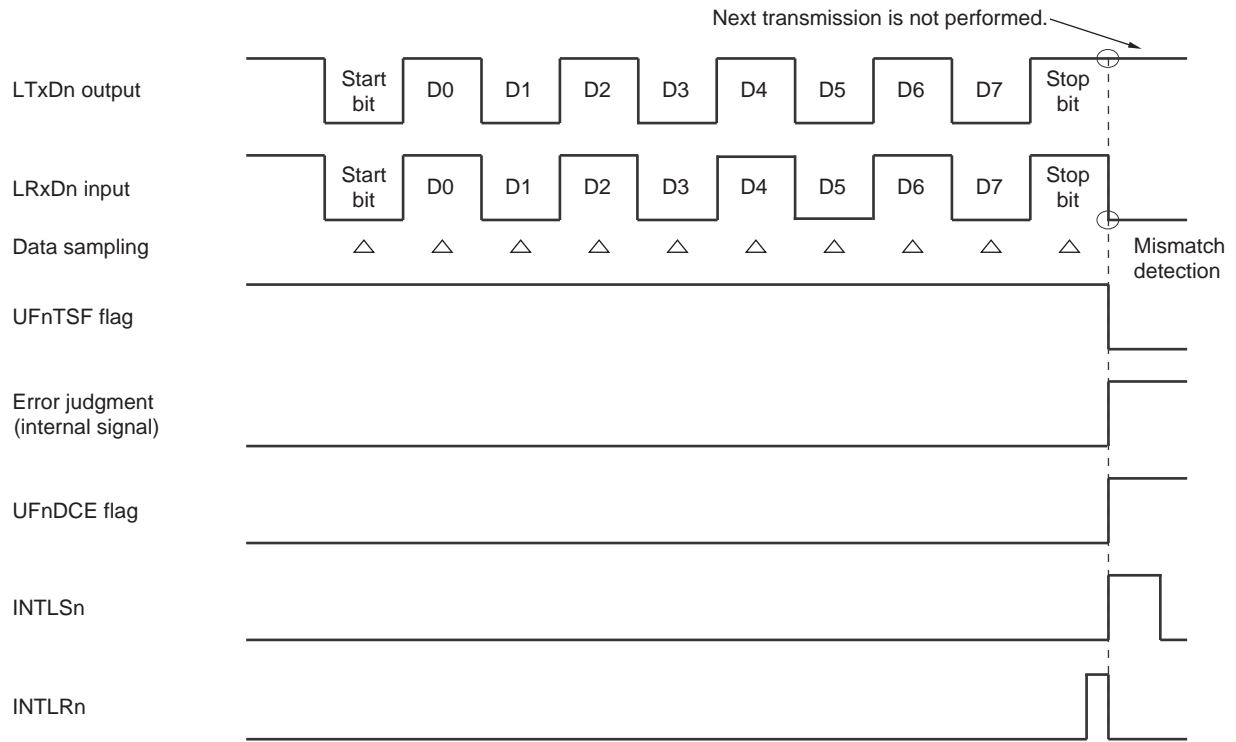 Next transmission is not performed.
LTxDn output
Start bit
D0
D1
D2
D3
D4
D5
D6
D7
Stop bit
LRxDn input
Start bit
D0
D1
D2
D3
D4
D5
D6
D7
Stop bit
Data sampling
Mismatch
detection
UFnTSF flag
Error judgment
(internal signal)
UFnDCE flag
INTLSn
INTLRn